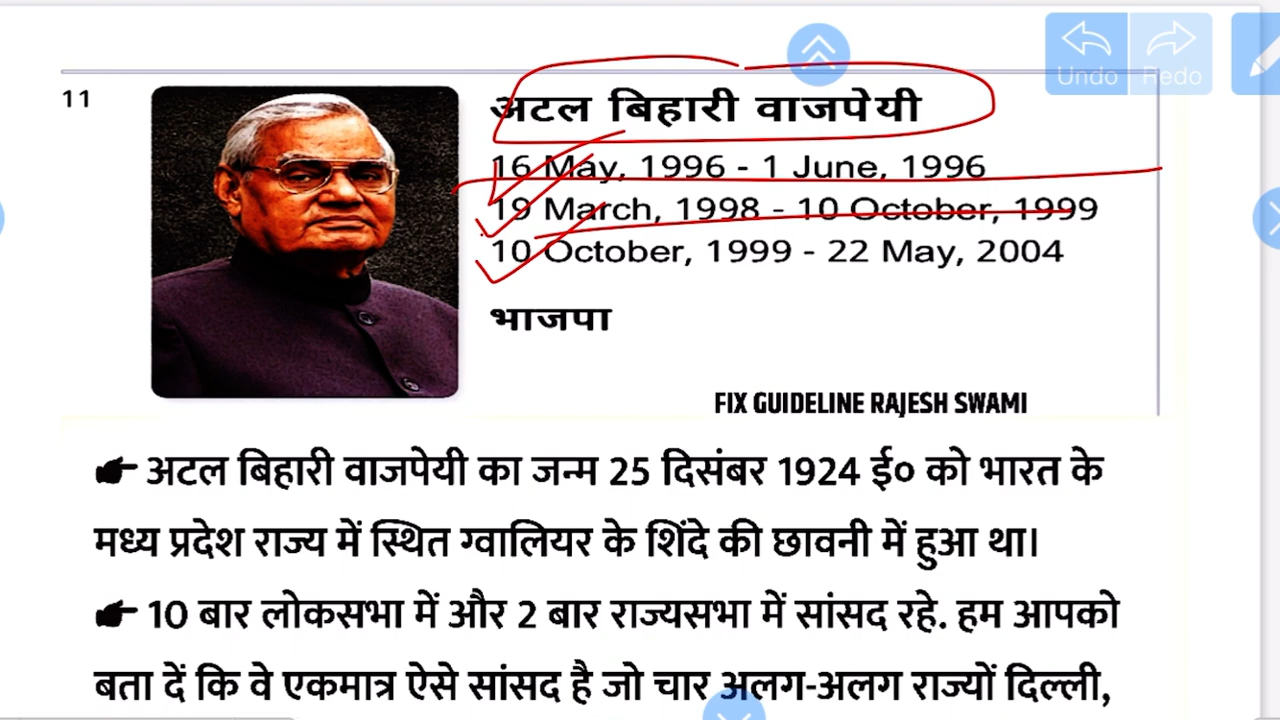 Undo Redo
11
अटल बिहारी वाजपेयी
16 May, 1996 - 1 June, 1996
19 March, 1998 - 10 October, 1999
10 October, 1999 - 22 May, 2004
भाजपा
FIX GUIDELINE RAJESH SWAMI
अटल बिहारी वाजपेयी का जन्म 25 दिसंबर 1924 ई० को भारत के
मध्य प्रदेश राज्य में स्थित ग्वालियर के शिंदे की छावनी में हुआ था।
10 बार लोकसभा में और 2 बार राज्यसभा में सांसद रहे. हम आपको
बता दें कि वे एकमात्र ऐसे सांसद है जो चार अलग-अलग राज्यों दिल्ली,